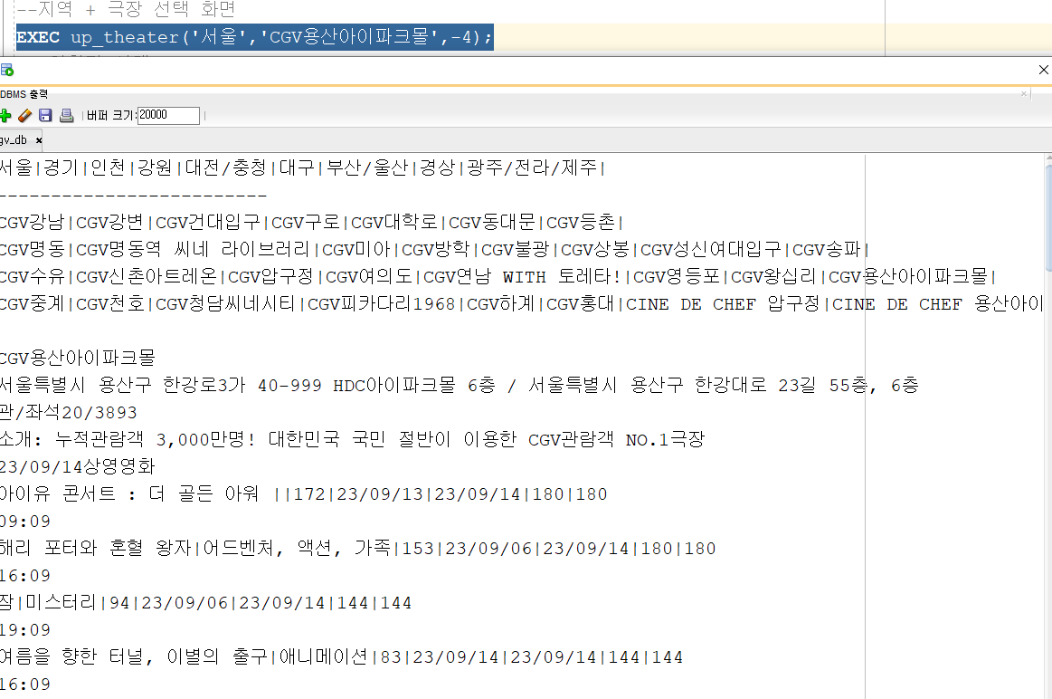 --지역 + 극장 선택 화면
EXEC up_theater('서울','CGV용산아이파크몰',-4);
DBMS 출력
버퍼 크기:20000
gv_db
서울|경기|인천|강원|대전/충청|대구|부산/울산|경상|광주/전라/제주|
--------------------------
CGV강남|CGV강변|CGV건대입구|CGV구로|CGV대학로|CGV동대문|CGV등촌|
CGV명동|CGV명동역 씨네 라이브러리|CGV미아|CGV방학|CGV불광|CGV상봉|CGV성신여대입구|CGV송파|
CGV수유|CGV신촌아트레온|CGV압구정|CGV여의도|CGV연남 WITH 토레타!|CGV영등포|CGV왕십리|CGV용산아이파크몰|
CGV중계|CGV천호|CGV청담씨네시티|CGV피카다리1968|CGV하계|CGV홍대|CINE DE CHEF 압구정|CINE DE CHEF 용산아이
CGV용산아이파크몰
서울특별시 용산구 한강로3가 40-999 HDC아이파크몰 6층 / 서울특별시 용산구 한강대로 23길 55층, 6층
관/좌석20/3893
소개: 누적관람객 3,000만명! 대한민국 국민 절반이 이용한 CGV관람객 NO.1극장
23/09/14상영영화
아이유 콘서트 : 더 골든 아워 ||172|23/09/13|23/09/14|180|180
09:09
해리 포터와 혼혈 왕자|어드벤처, 액션, 가족|153|23/09/06|23/09/14|180|180
16:09
잠|미스터리|94|23/09/06|23/09/14|144|144
19:09
여름을 향한 터널, 이별의 출구|애니메이션|83|23/09/14|23/09/14|144|144
16:09